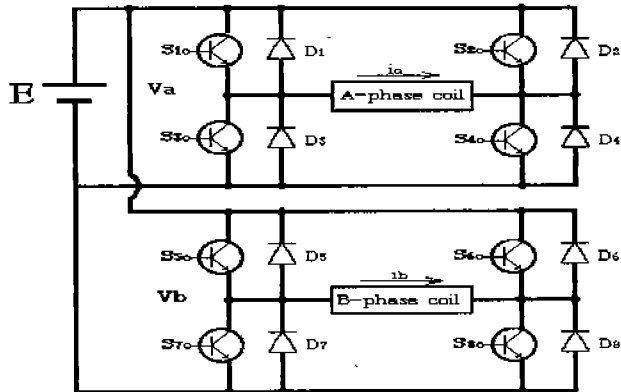 S1 D1 S2 D2
ia
E Va A-phase coil
S3 D3 S4 D4
S5 D5 S6 D6
ib
Vb B-phase coil
S7 D7 S8 D8